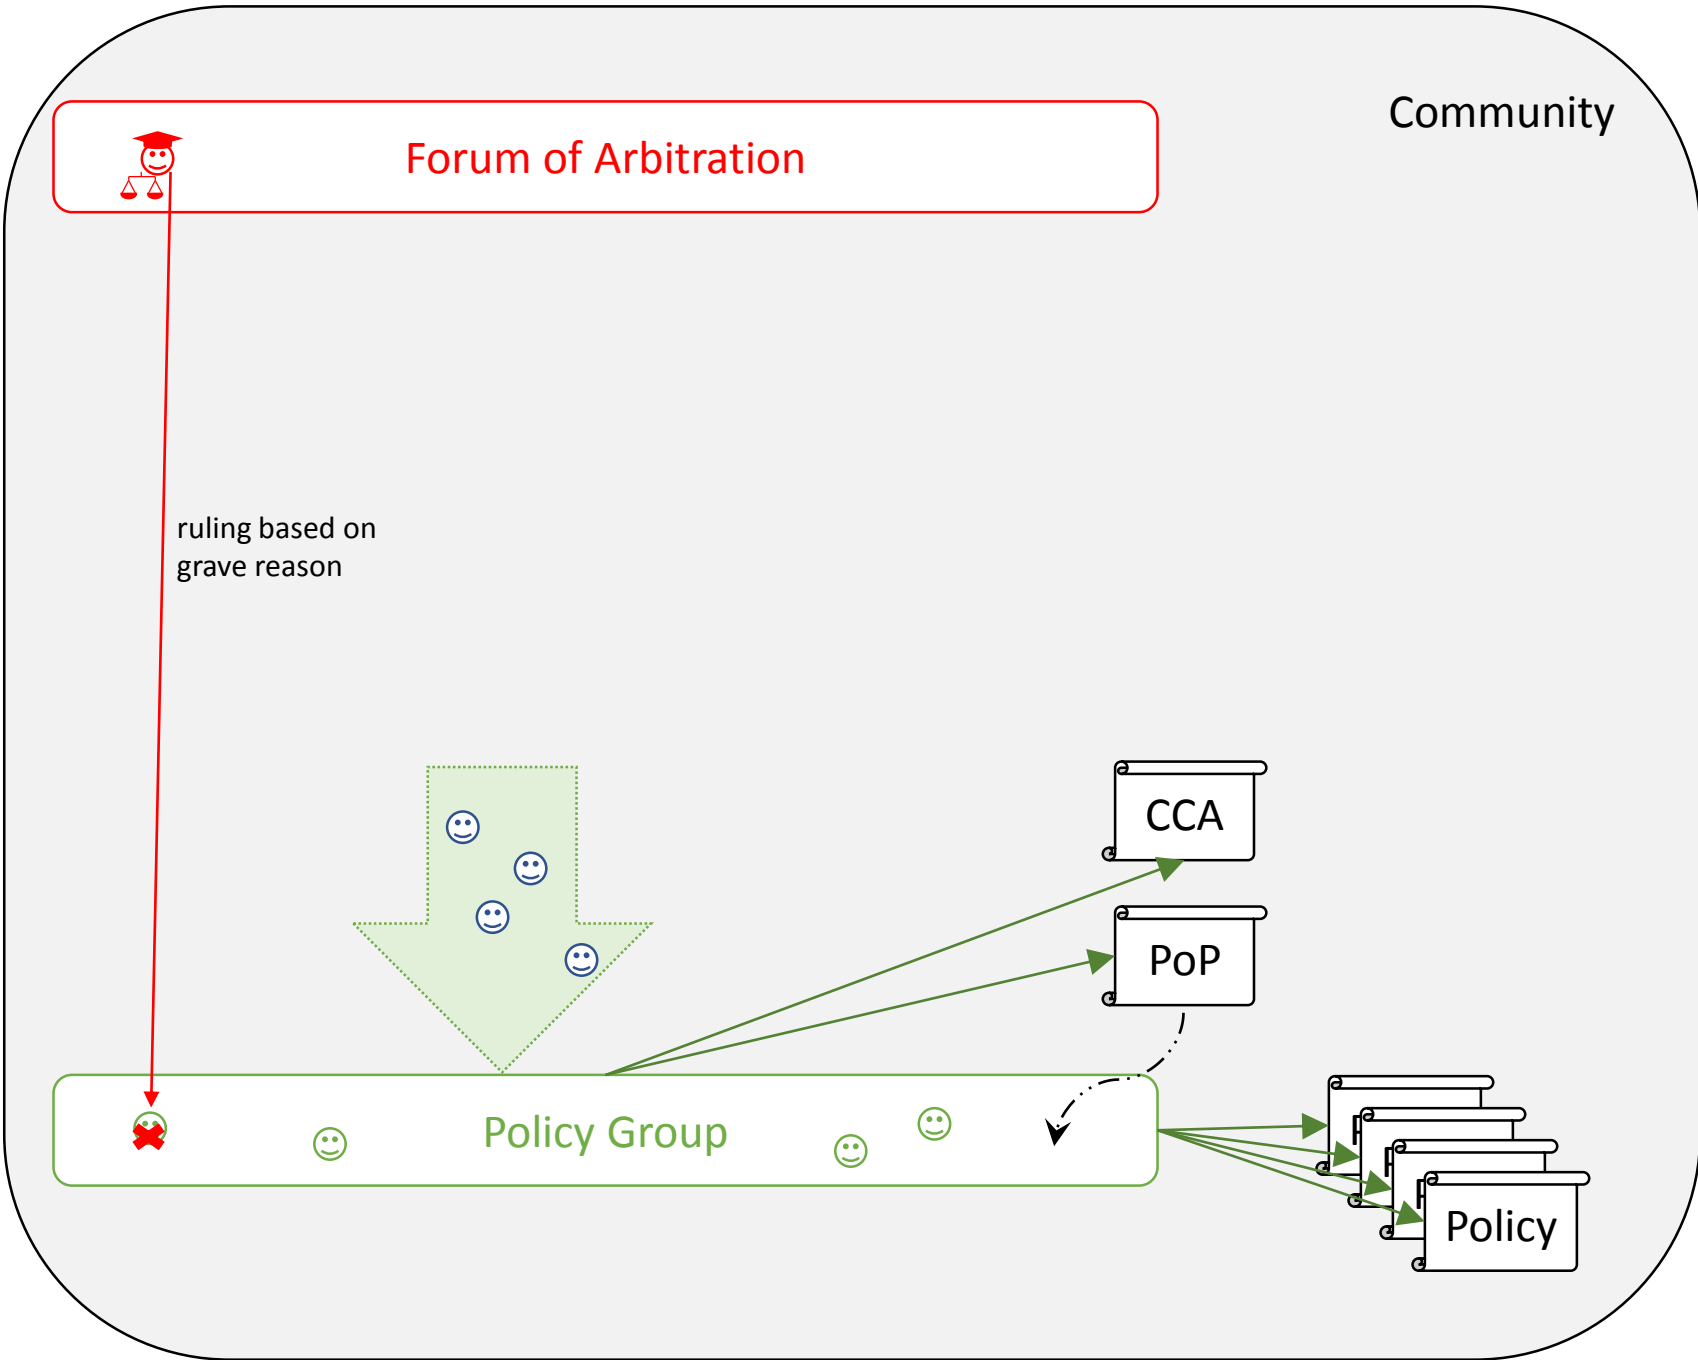 Community
Forum of Arbitration
ruling based on
grave reason
CCA
PoP
Policy Group
Policy